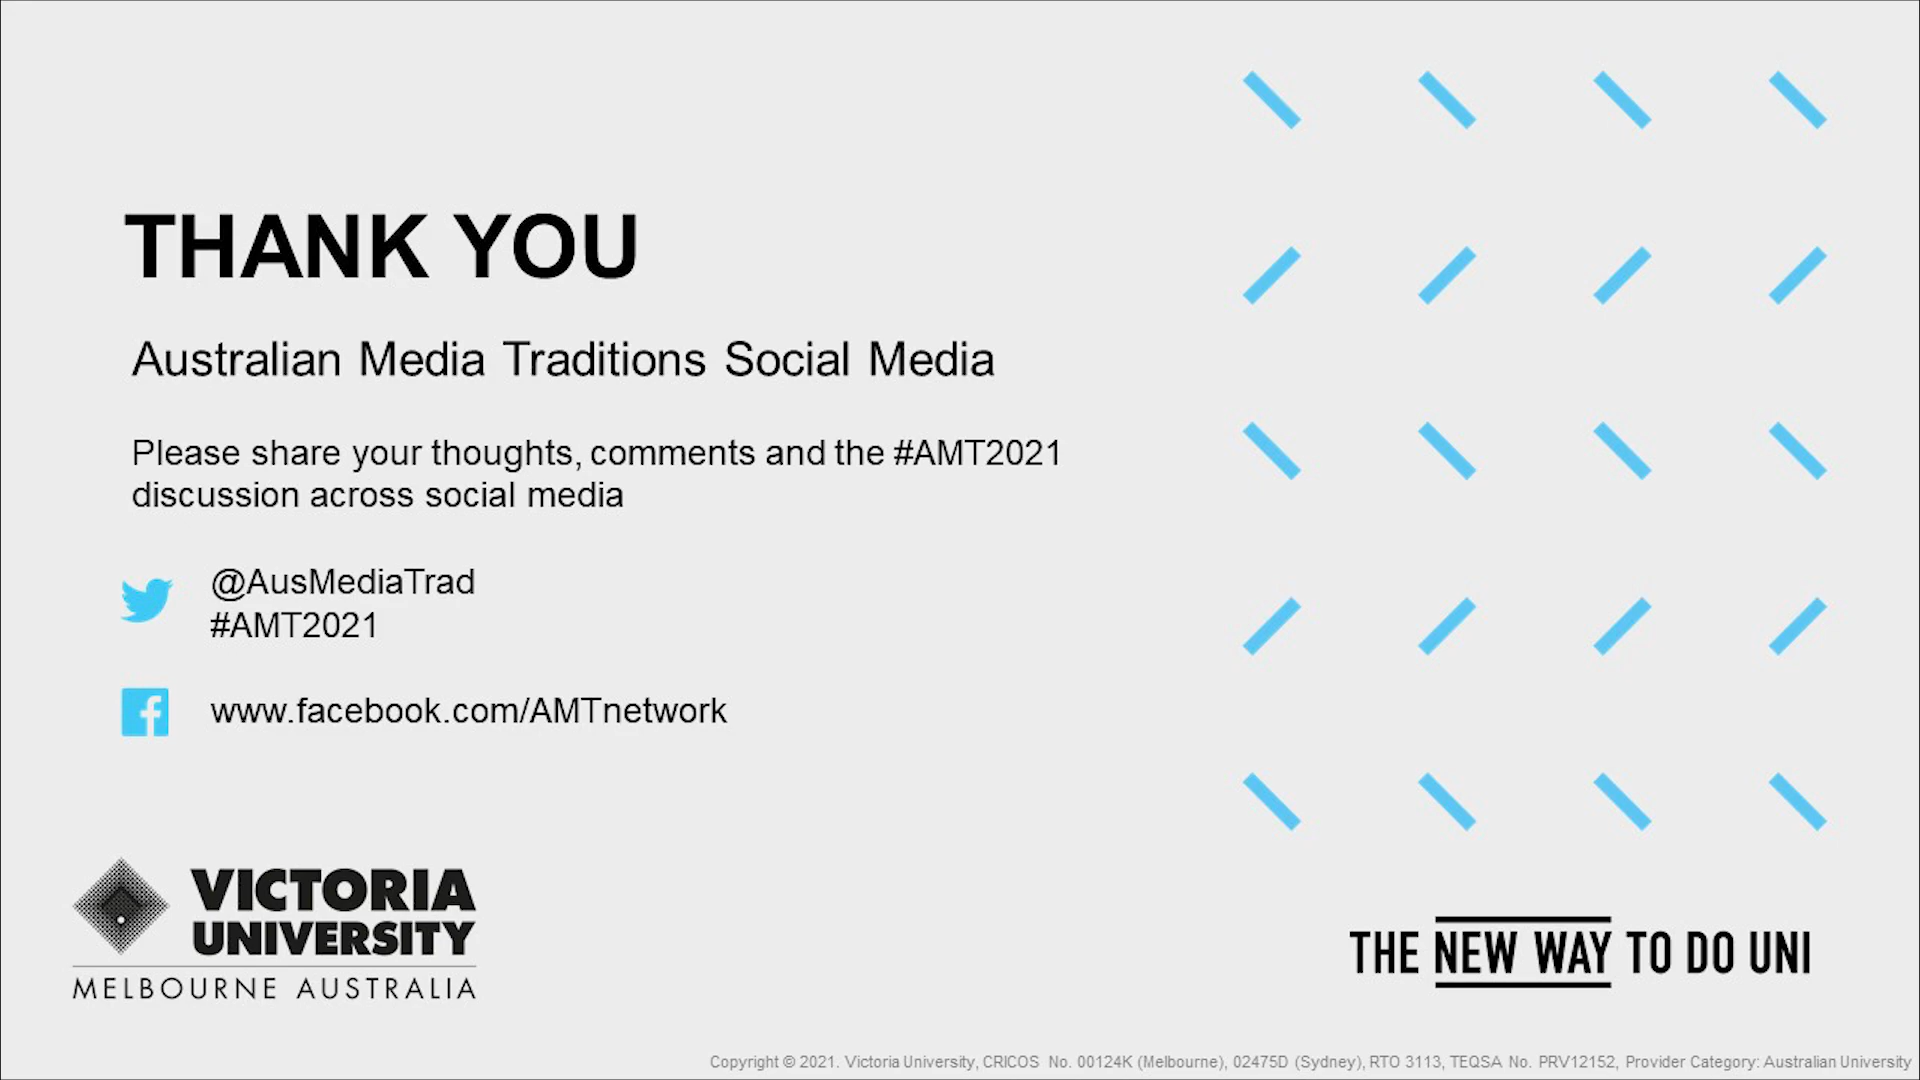 THANK YOU
Australian Media Traditions Social Media
Please share your thoughts, comments and the #AMT2021
discussion across social media
@AusMediaTrad
#AMT2021
www.facebook.com/AMTnetwork
VICTORIA
UNIVERSITY
MELBOURNE AUSTRALIA
THE NEW WAY TO DO UNI
Copyright © 2021. Victoria University, CRICOS No. 00124K (Melbourne), 02475D (Sydney), RTO 3113, TEQSA No. PRV12152, Provider Category: Australian University